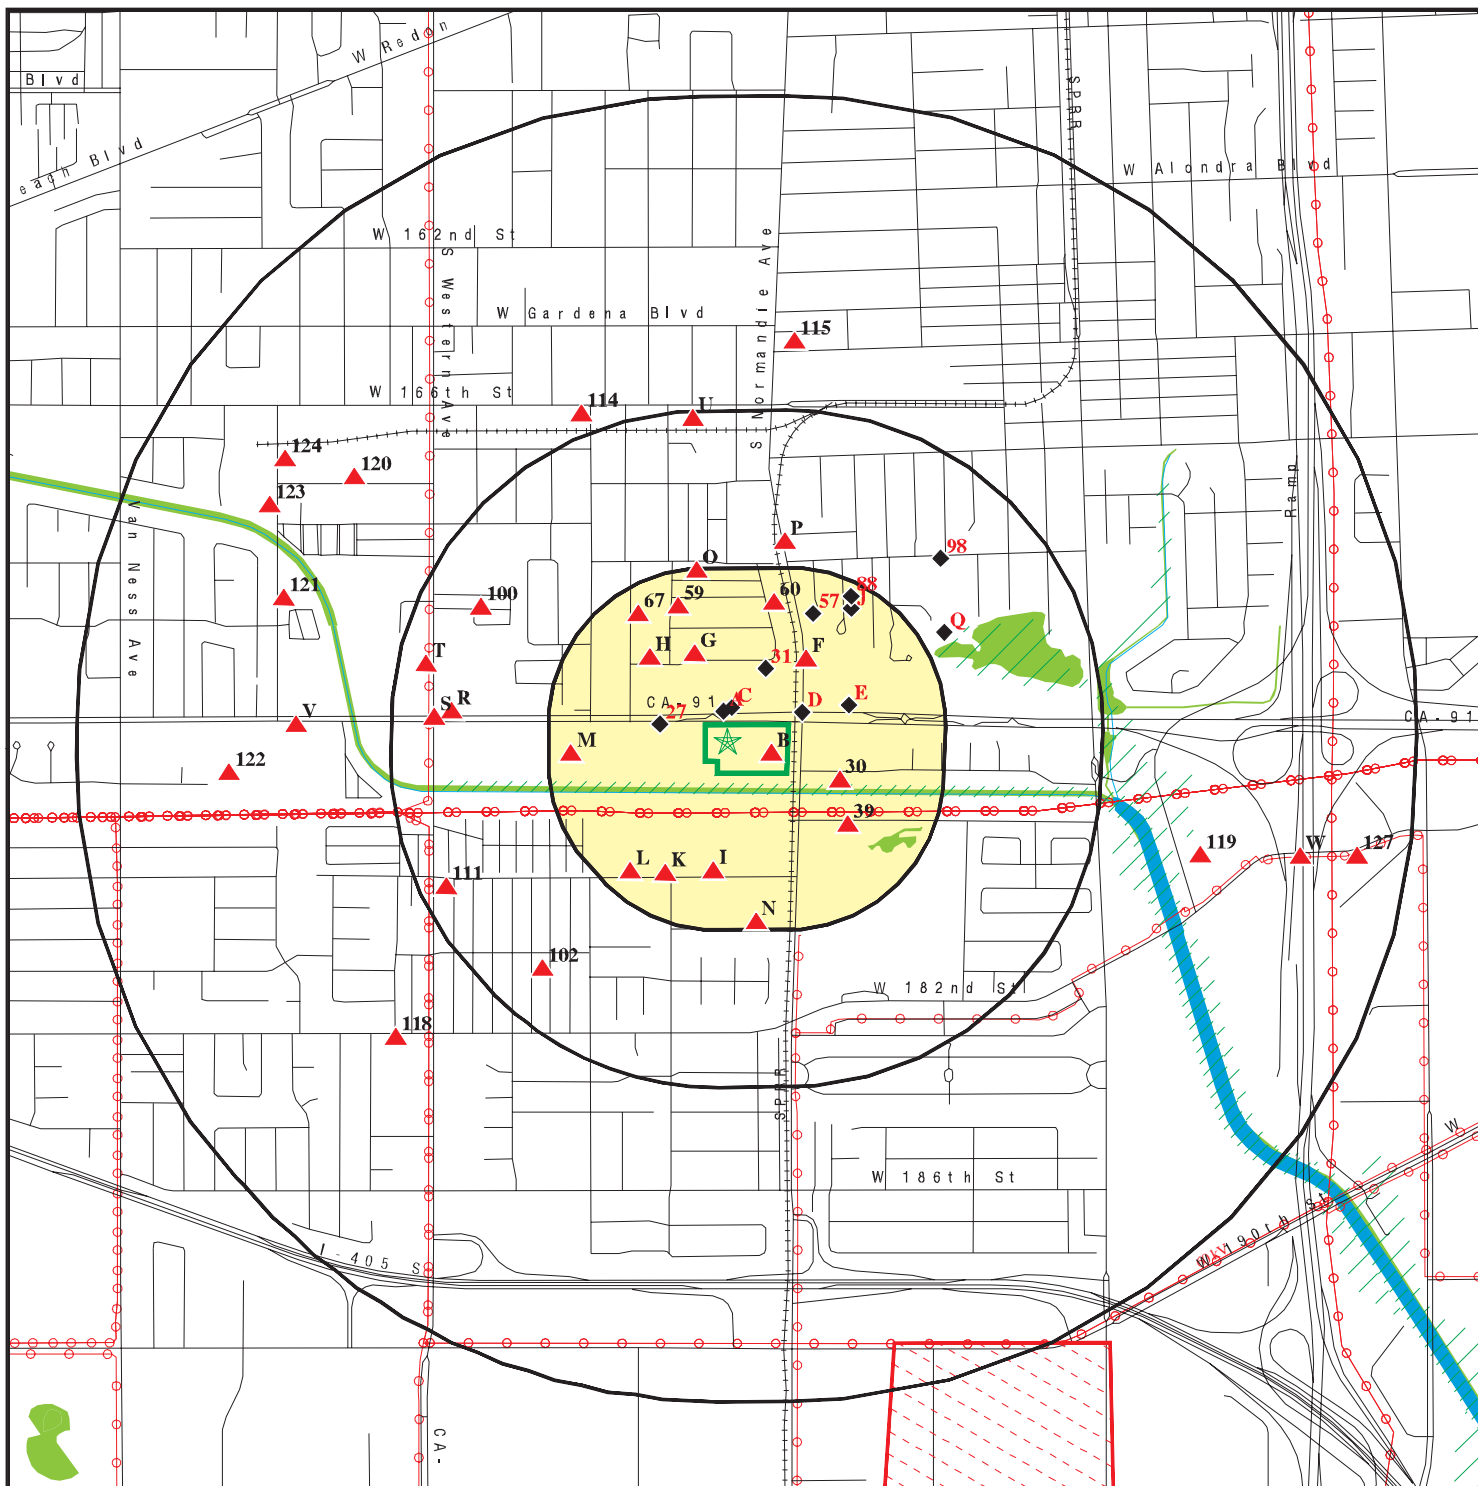 W Redon
Blvd
SPRR
each Blvd
W Alondra Blvd
W 162nd St
S Western Ave
S Normandie Ave
W Gardena Blvd
115
W 166th St
114
U
124
120
Ramp
123
Van Ness Ave
P
98
O
121
100
67
59
60
57
88
J
Q
T
H
G
F
31
CA-91
C
E
D
27
S
R
V
CA-91
M
B
122
30
39
119
W
127
L
K
I
111
N
102
W 182nd St
118
SPRR
W
W 186th St
W 190th St
I-405 S
CA-